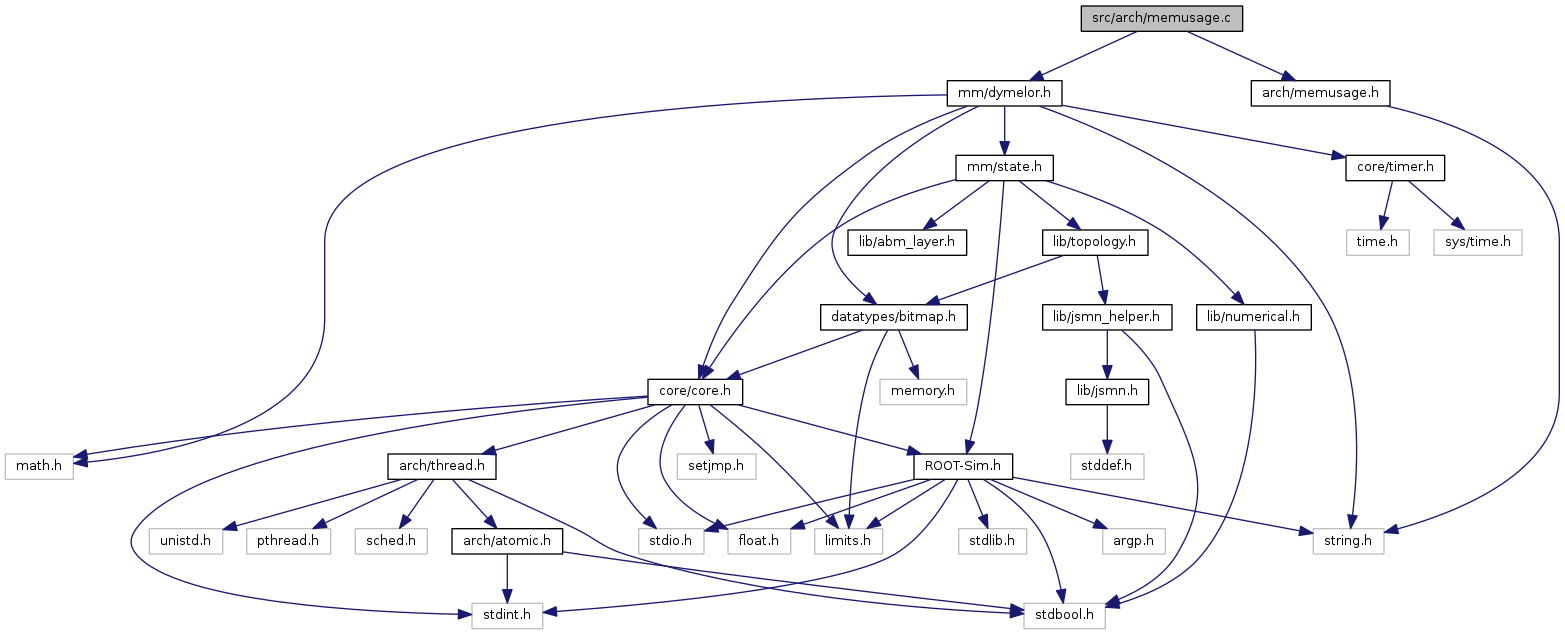 src/arch/memusage.c
mm/dymelor.h
arch/memusage.h
mm/state.h
core/timer.h
lib/abm_layer.h
lib/topology.h
time.h
sys/time.h
datatypes/bitmap.h
lib/jsmn_helper.h
lib/numerical.h
core/core.h
memory.h
lib/jsmn.h
math.h
arch/thread.h
setjmp.h
ROOT-Sim.h
stddef.h
unistd.h
pthread.h
sched.h
arch/atomic.h
stdio.h
float.h
limits.h
stdlib.h
argp.h
string.h
stdint.h
stdbool.h